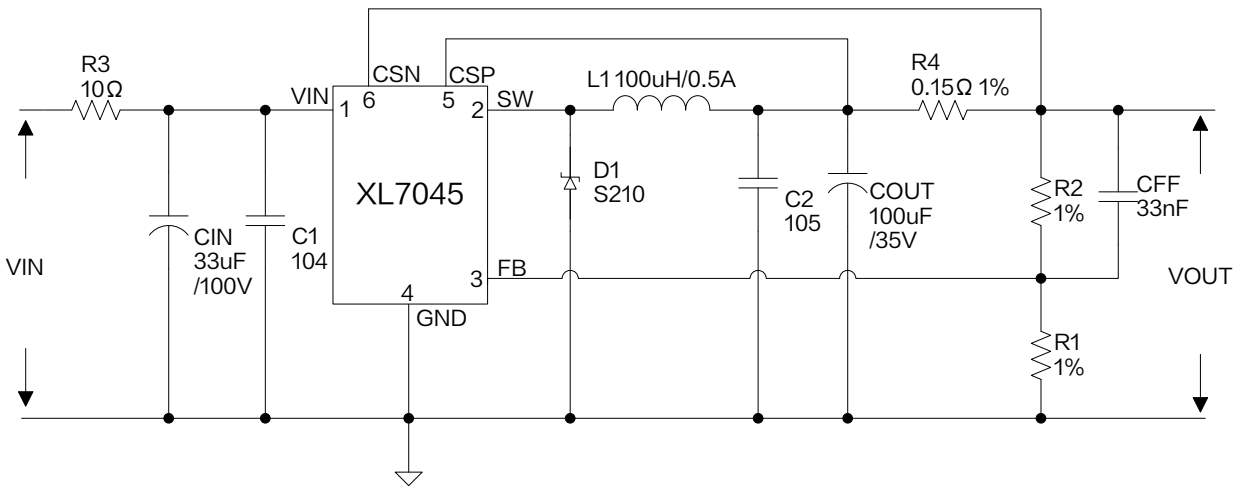 R3
10Ω
VIN
1
CSN
6
CSP
5
SW
2
L1 100uH/0.5A
R4
0.15Ω 1%
XL7045
D1
S210
C2
105
COUT
100uF
/35V
R2
1%
CFF
33nF
CIN
33uF
/100V
C1
104
VIN
FB
3
4
GND
VOUT
R1
1%